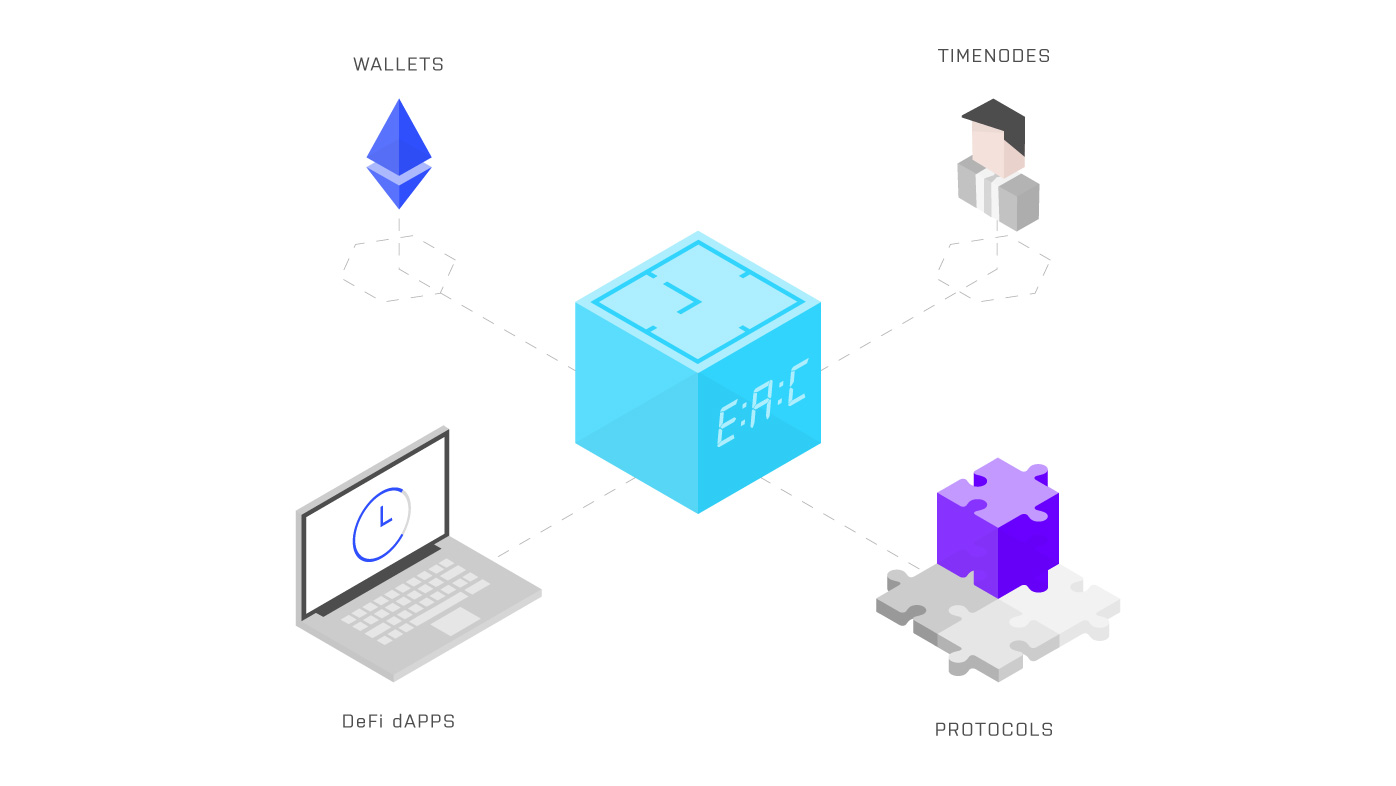 WALLETS
TIMENODES
E:A:C
DeFi dAPPS
PROTOCOLS